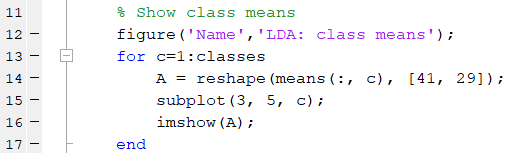 11 % Show class means
12 - figure('Name','LDA: class means');
13 - for c=1:classes
14 - A = reshape(means(:, c), [41, 29]);
15 - subplot(3, 5, c);
16 - imshow(A);
17 - end